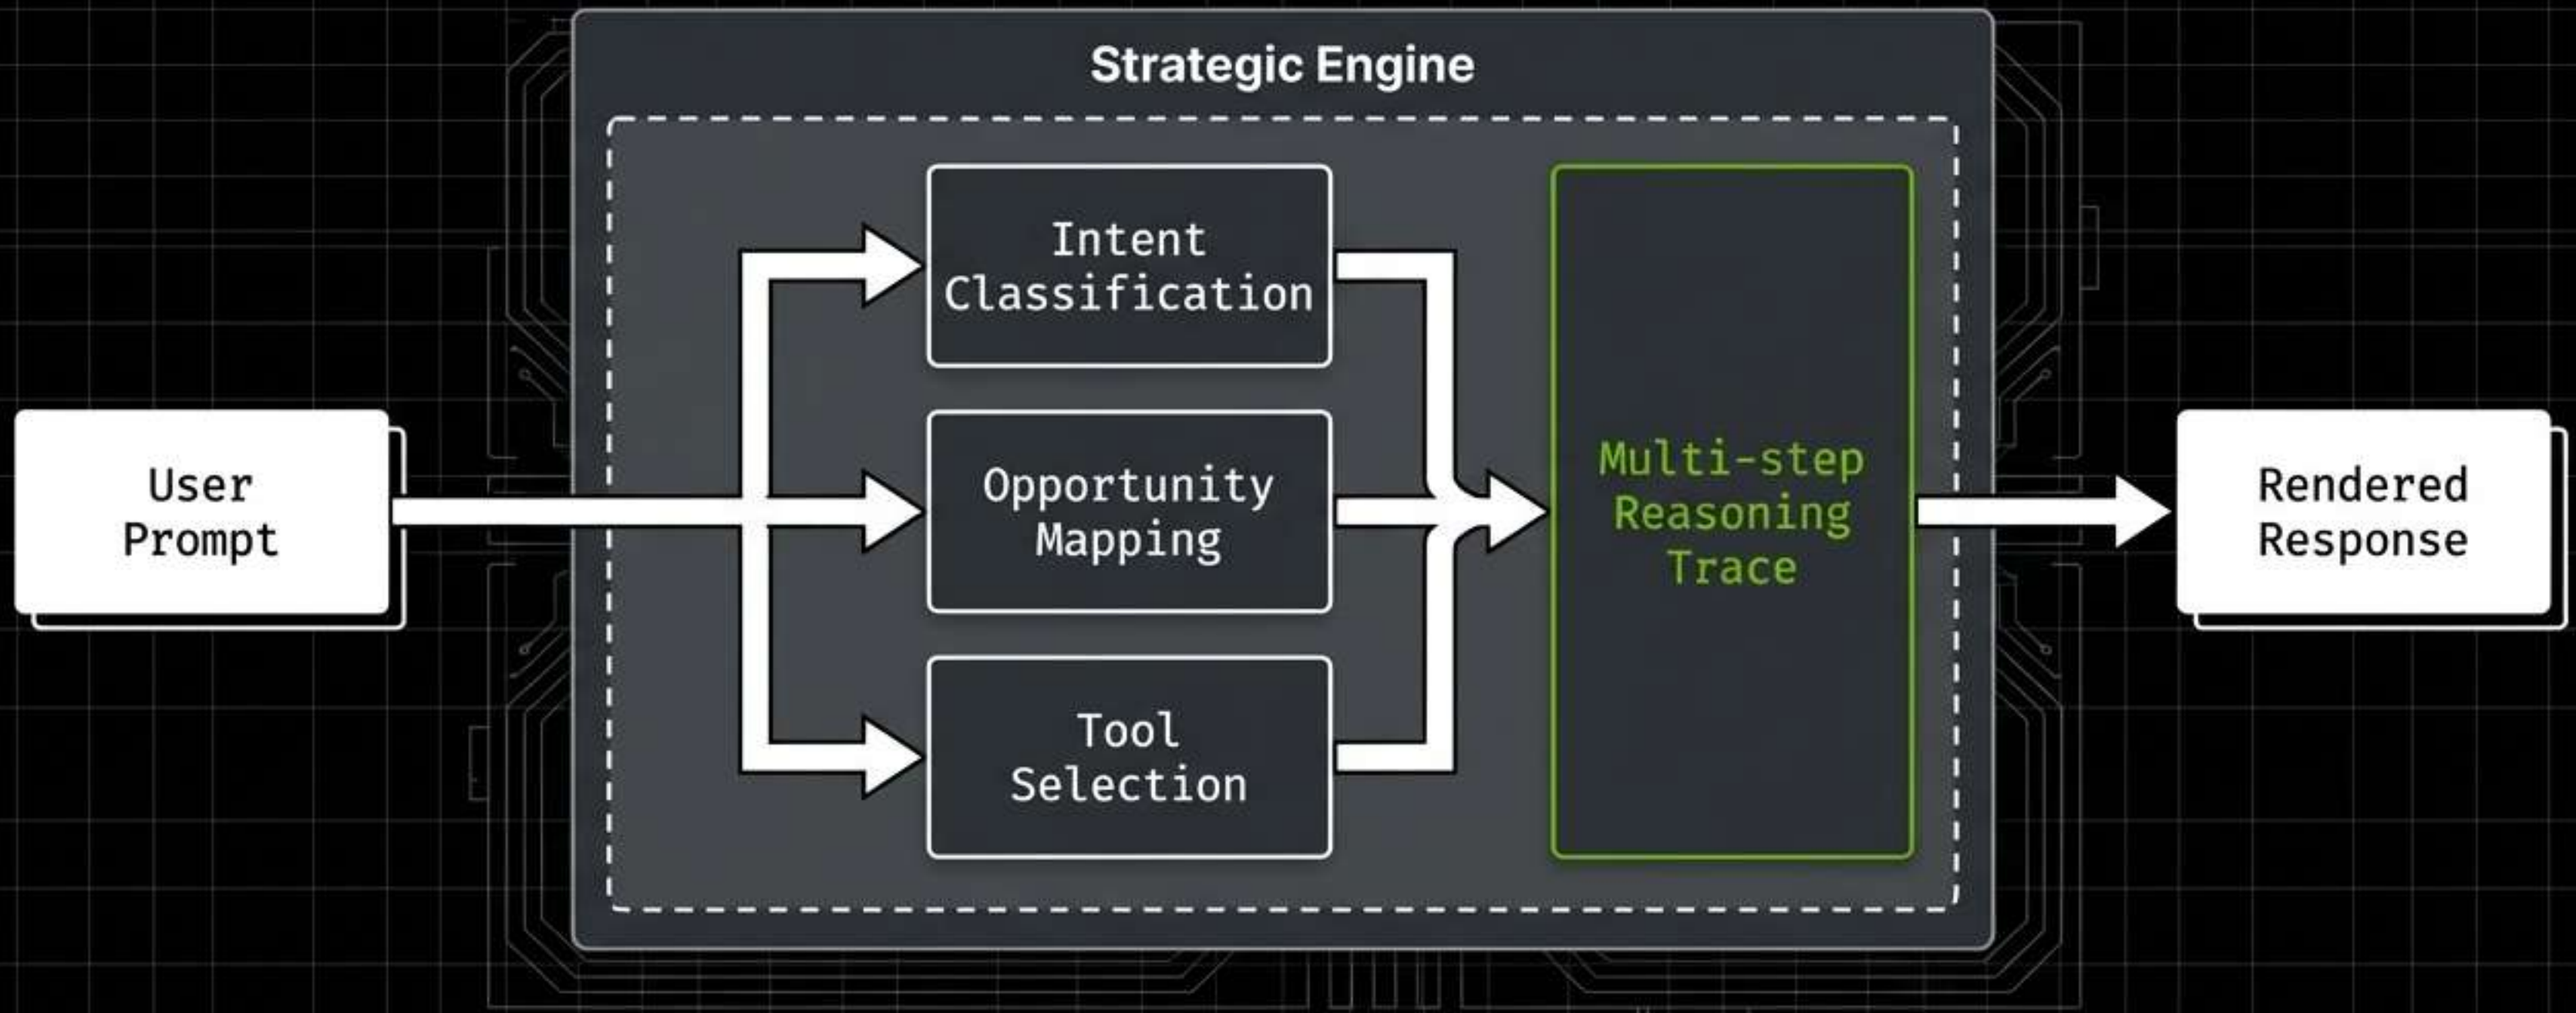 Strategic Engine
User
Prompt
Intent
Classification
Opportunity
Mapping
Tool
Selection
Multi-step
Reasoning
Trace
Rendered
Response